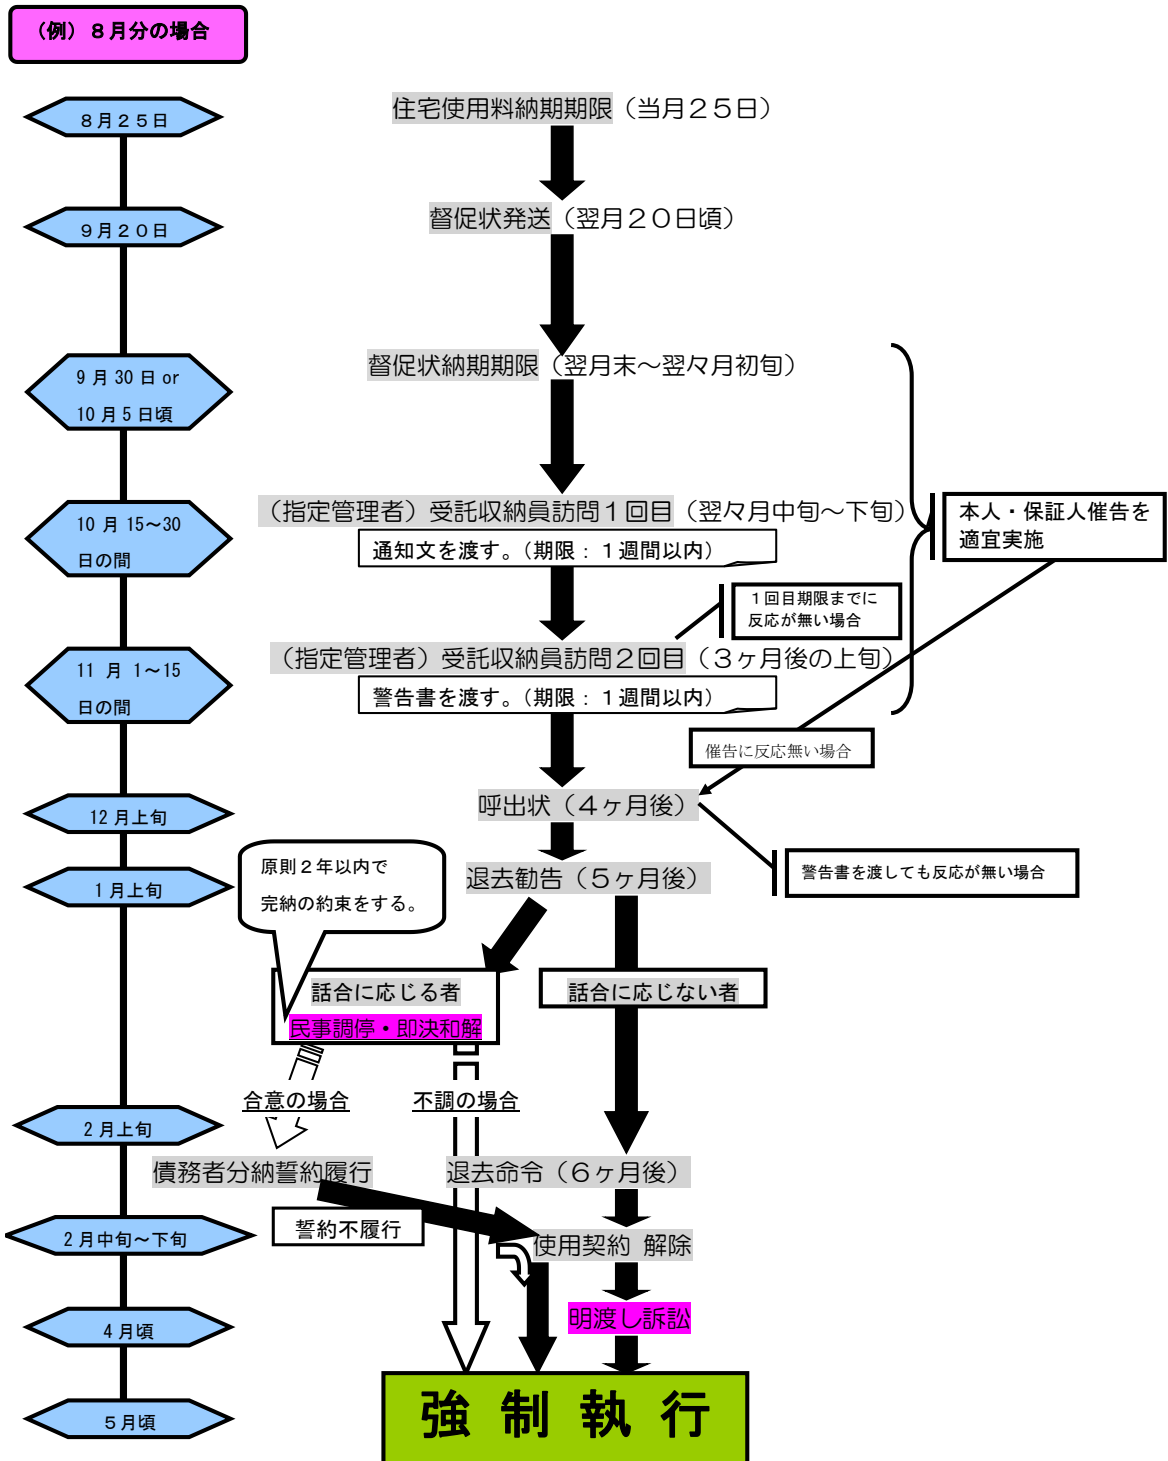 （例）８月分の場合
８月２５日
住宅使用料納期期限（当月２５日）
９月２０日
督促状発送（翌月２０日頃）
9 月 30 日 or
10 月 5 日頃
督促状納期期限（翌月末～翌々月初旬）
10 月 15～30
日の間
（指定管理者）受託収納員訪問１回目（翌々月中旬～下旬）
通知文を渡す。（期限：１週間以内）
本人・保証人催告を
適宜実施
１回目期限までに
反応が無い場合
11 月 1～15
日の間
（指定管理者）受託収納員訪問２回目（３ヶ月後の上旬）
警告書を渡す。（期限：１週間以内）
催告に反応無い場合
12 月上旬
呼出状（４ヶ月後）
1 月上旬
退去勧告（５ヶ月後）
警告書を渡しても反応が無い場合
原則２年以内で
完納の約束をする。
話合に応じる者
民事調停・即決和解
話合に応じない者
合意の場合
不調の場合
2 月上旬
債務者分納誓約履行
退去命令（６ヶ月後）
2 月中旬～下旬
誓約不履行
使用契約 解除
4 月頃
明渡し訴訟
５月頃
強 制 執 行